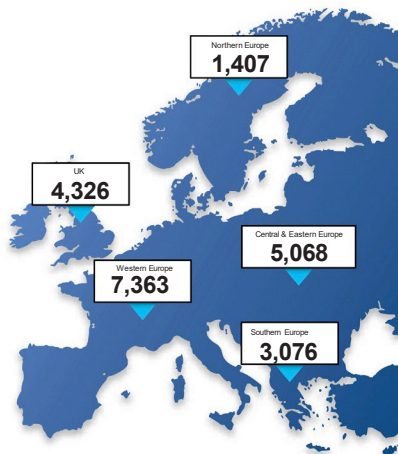 Northern Europe
1,407
UK
4,326
Central & Eastern Europe
5,068
Western Europe
7,363
Southern Europe
3,076